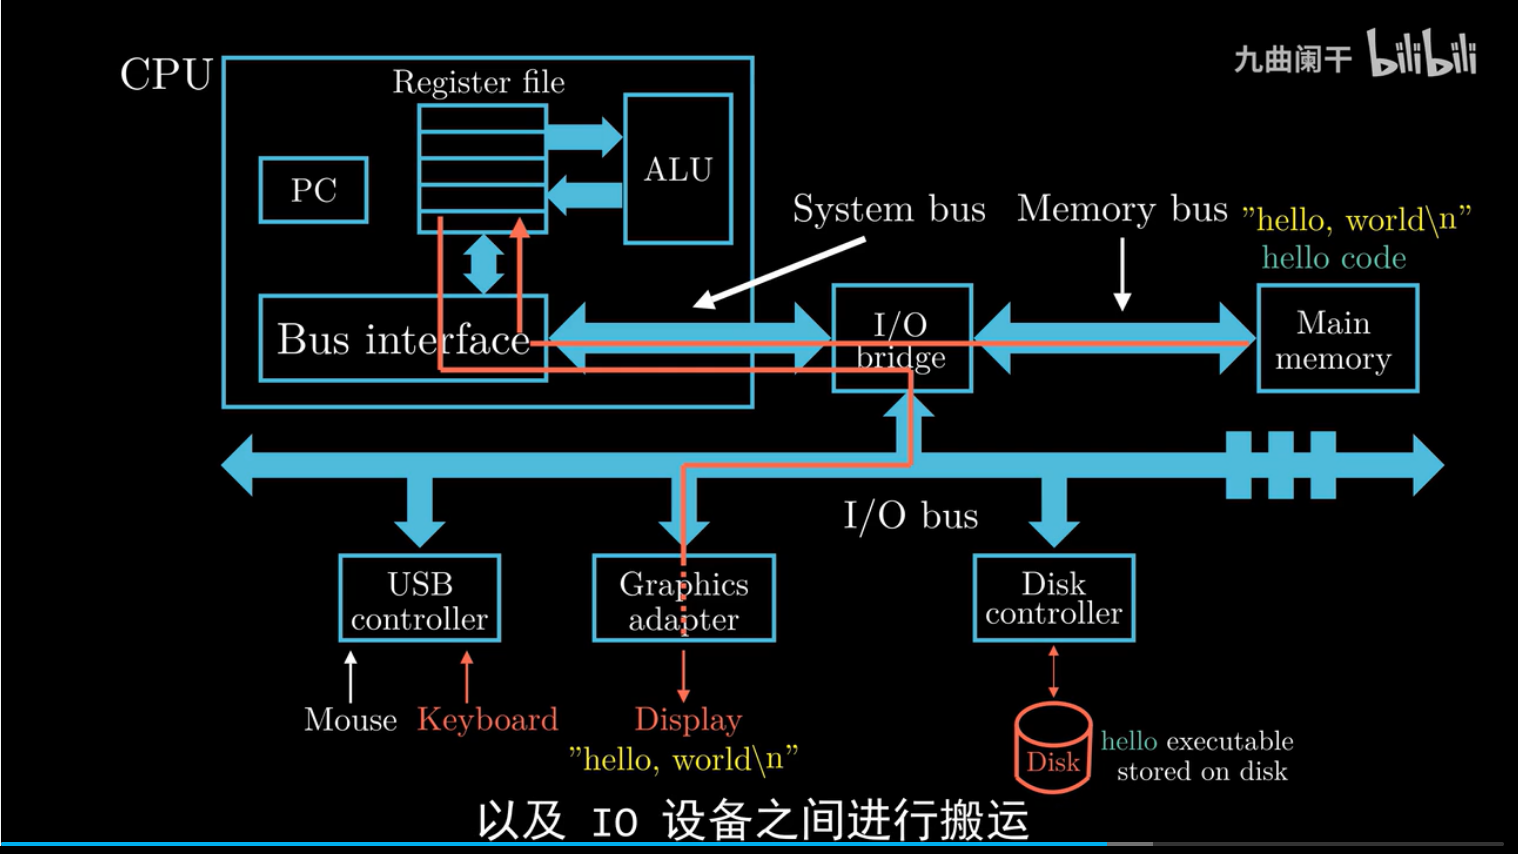 九曲阑干 bilibili
CPU
Register file
PC
ALU
System bus
Memory bus
"hello, world\n"
hello code
Bus interface
I/O
bridge
Main
memory
I/O bus
USB
controller
Graphics
adapter
Disk
controller
Mouse
Keyboard
Display
"hello, world\n"
Disk
hello executable
stored on disk
以及 IO 设备之间进行搬运